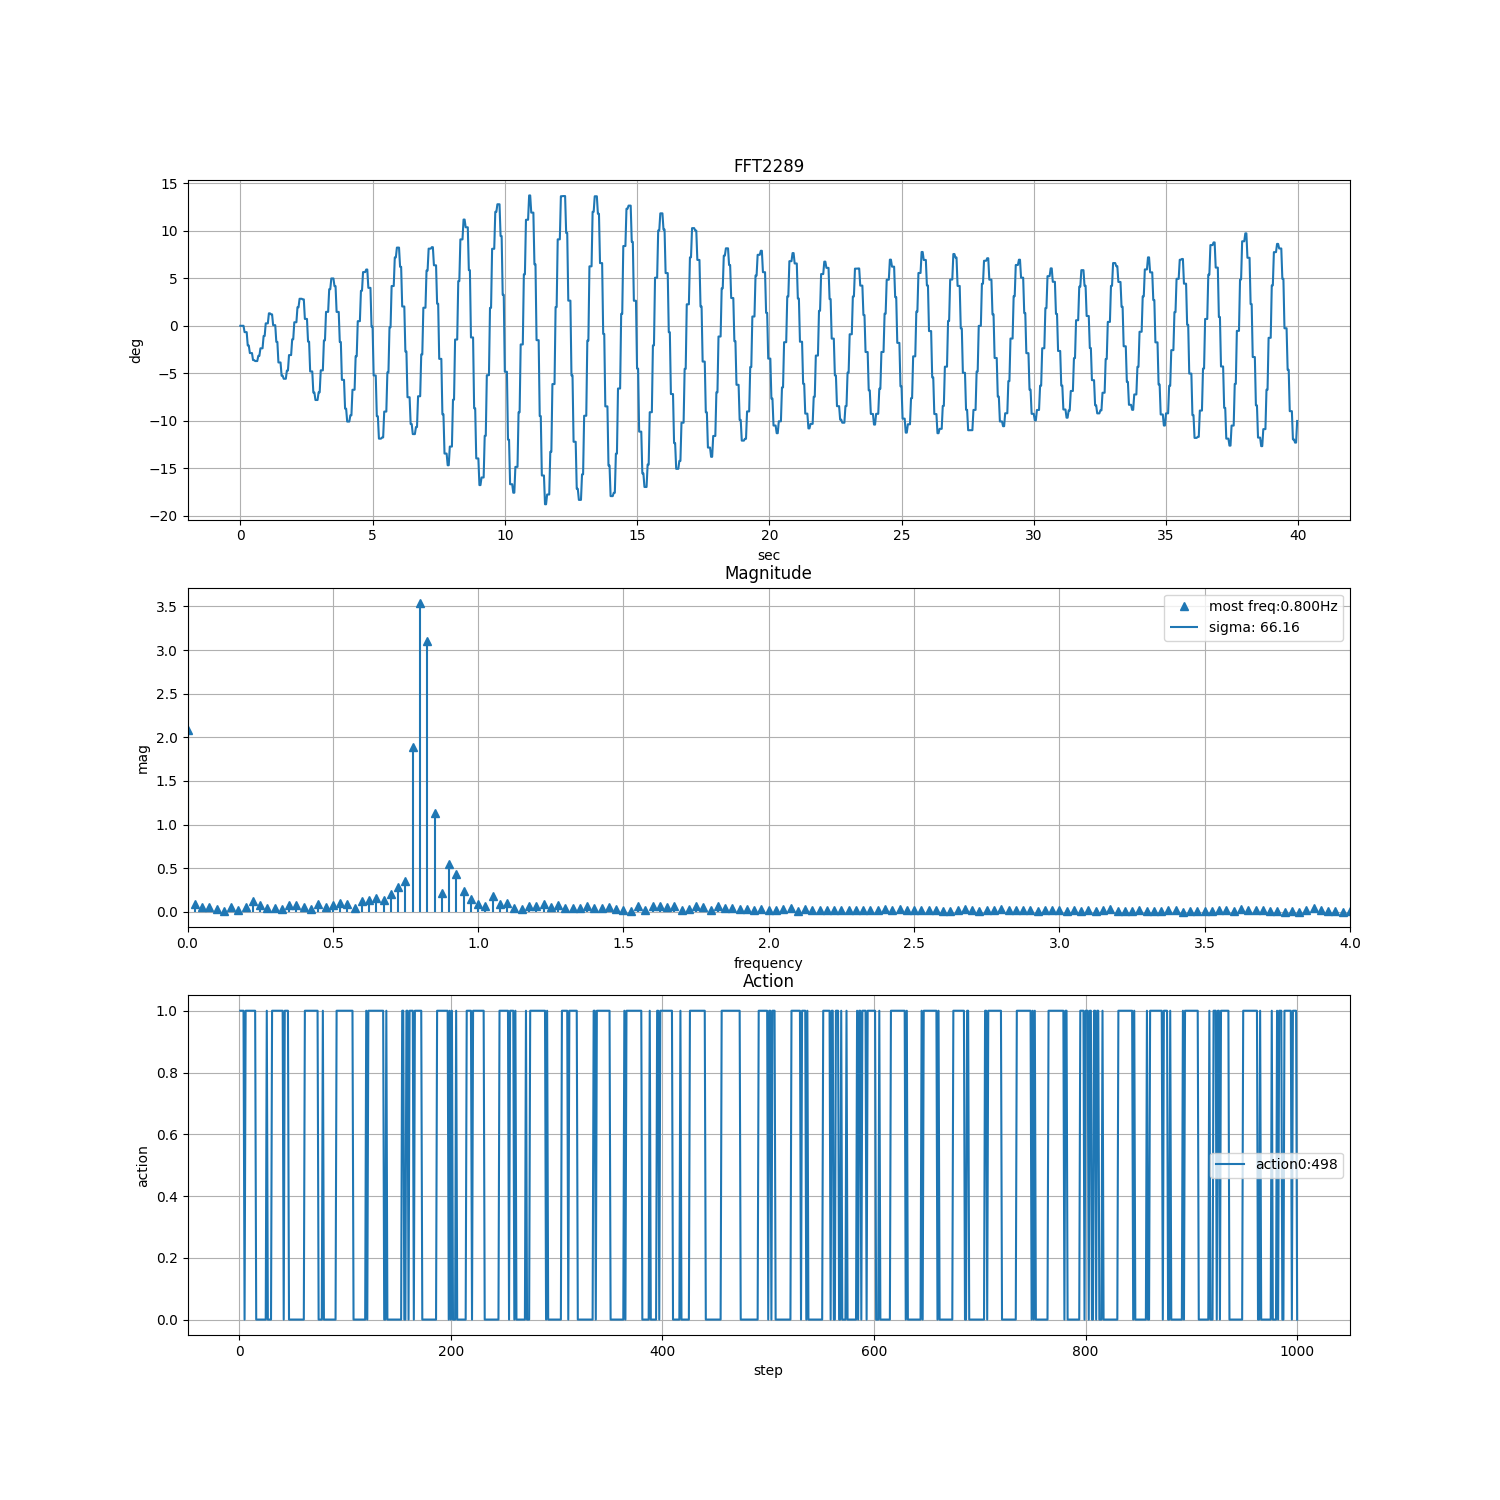 FFT2289
15
10
5
0
−5
−10
−15
−20
deg
0 5 10 15 20 25 30 35 40
sec
Magnitude
3.5
3.0
2.5
2.0
1.5
1.0
0.5
0.0
mag
most freq:0.800Hz
sigma: 66.16
0.0 0.5 1.0 1.5 2.0 2.5 3.0 3.5 4.0
frequency
Action
1.0
0.8
0.6
0.4
0.2
0.0
action
action0:498
0 200 400 600 800 1000
step